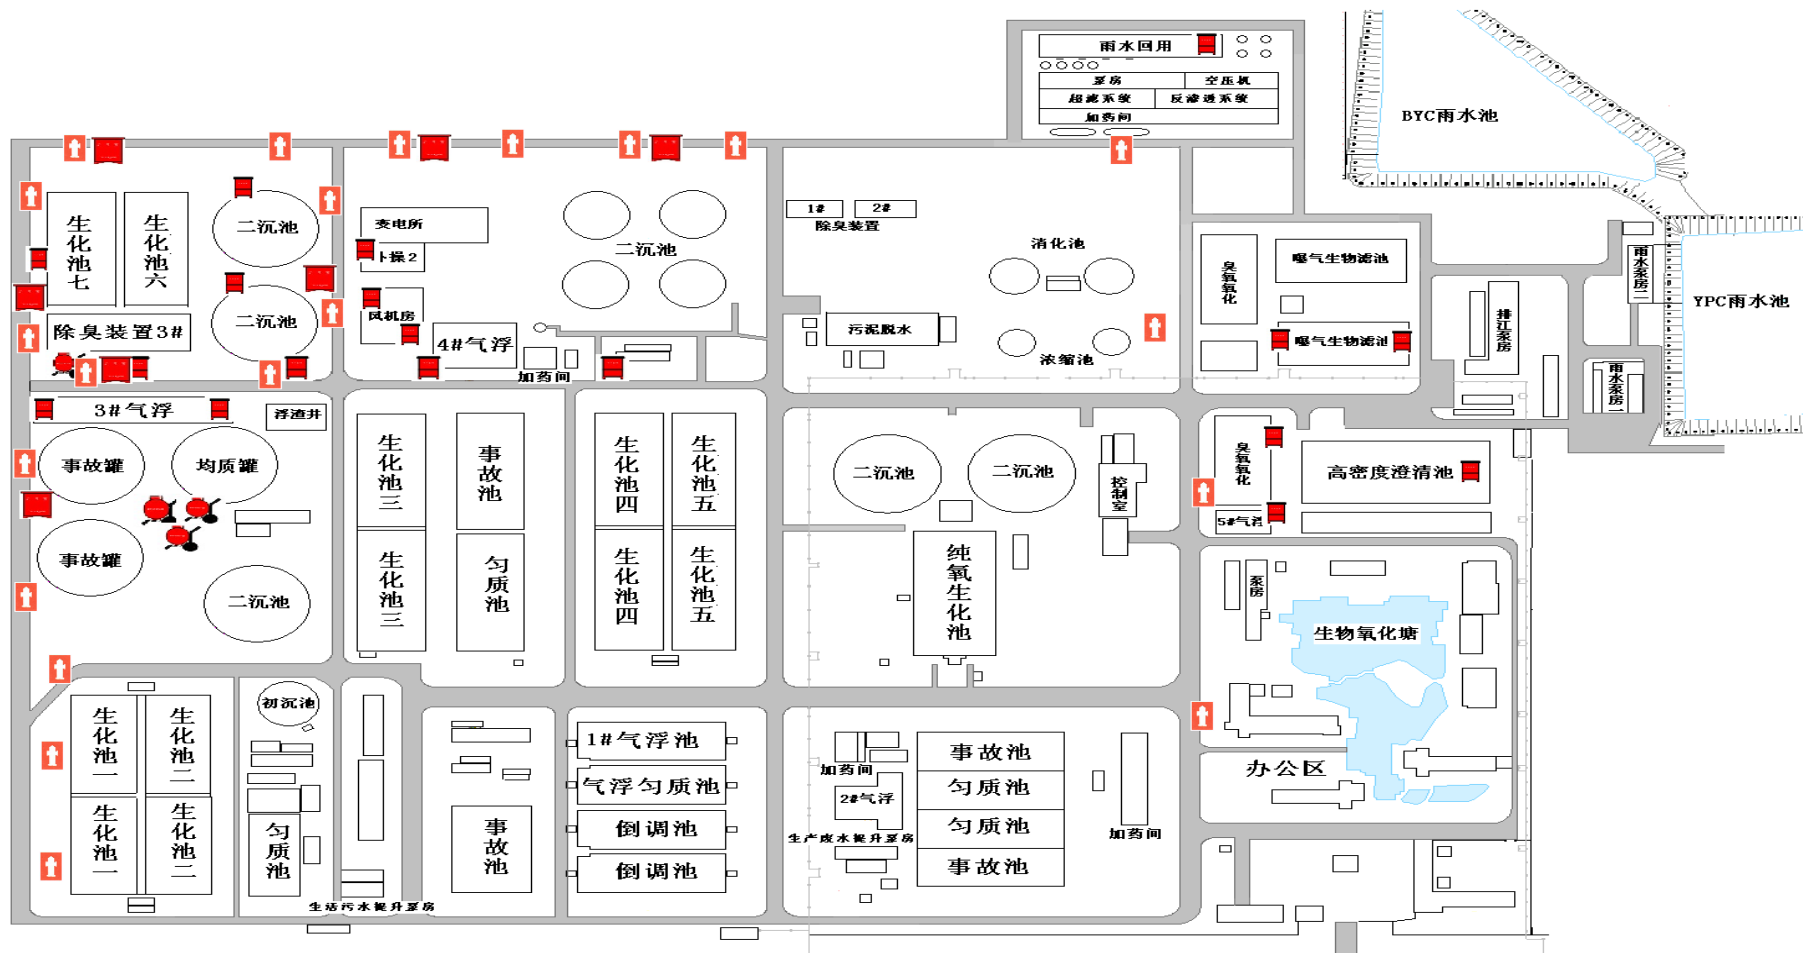 雨水回用
泵房
空压机
超滤系统
反渗透系统
加药间
BYC雨水池
YPC雨水池
雨水泵房二
雨水泵房一
排江泵房
生化池七
生化池六
二沉池
二沉池
除臭装置3#
变电所
卜操2
风机房
4#气浮
加药间
二沉池
1#
2#
除臭装置
消化池
污泥脱水
浓缩池
臭氧氧化
曝气生物滤池
曝气生物滤池
3#气浮
浮渣井
事故罐
均质罐
事故罐
二沉池
生化池三
事故池
生化池四
生化池五
生化池三
匀质池
生化池四
生化池五
二沉池
二沉池
控制室
纯氧生化池
臭氧氧化
高密度澄清池
5#气浮
泵房
生物氧化塘
办公区
生化池一
生化池二
生化池一
生化池二
初沉池
匀质池
生活污水提升泵房
事故池
1#气浮池
气浮匀质池
倒调池
倒调池
加药间
2#气浮
生产废水提升泵房
事故池
匀质池
匀质池
事故池
加药间